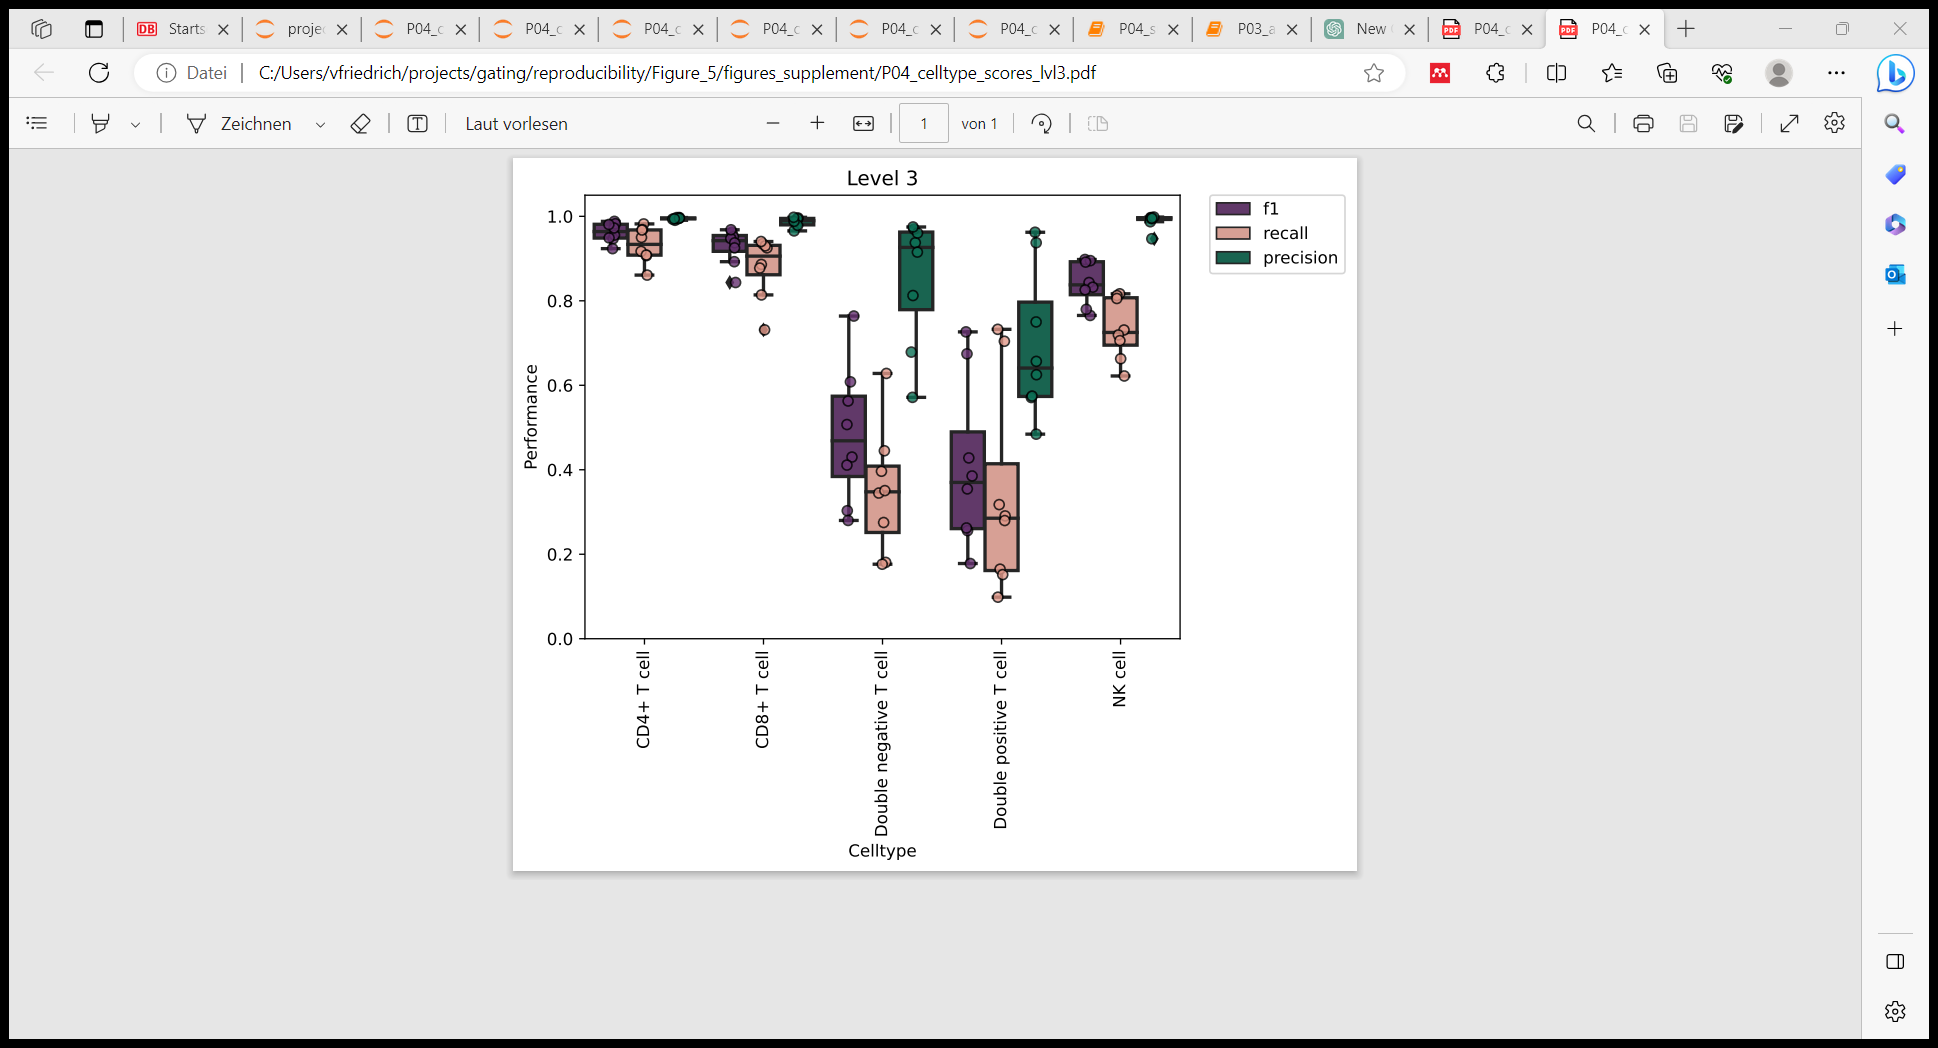 DB Starts
proje
P04_c
P04_c
P04_c
P04_c
P04_c
P04_c
P04_s
P03_a
New
PDF P04_c
PDF P04_c
Datei | C:/Users/vfriedrich/projects/gating/reproducibility/Figure_5/figures_supplement/P04_celltype_scores_lvl3.pdf
Zeichnen
T
Laut vorlesen
1 von 1
Level 3
1.0
0.8
0.6
0.4
0.2
0.0
Performance
f1
recall
precision
CD4+ T cell
CD8+ T cell
Double negative T cell
Double positive T cell
NK cell
Celltype